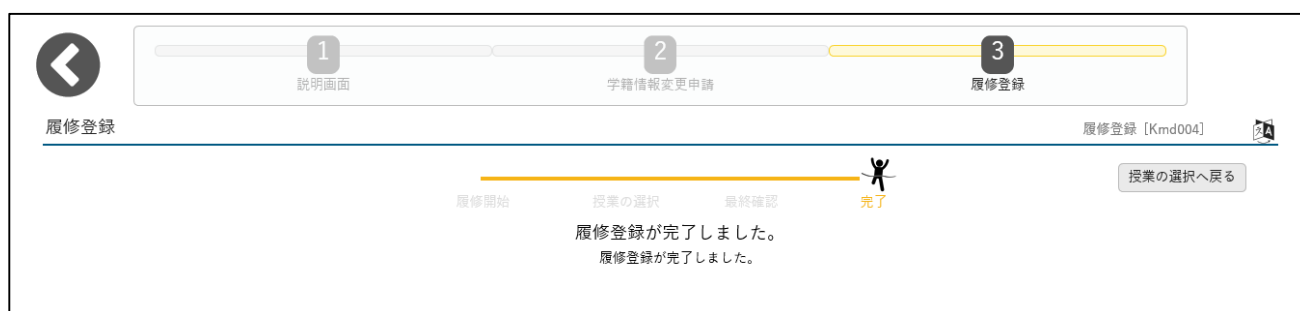 1
説明画面
2
学籍情報変更申請
3
履修登録
履修登録
履修登録 [Kmd004]
授業の選択へ戻る
履修開始
授業の選択
最終確認
完了
履修登録が完了しました。
履修登録が完了しました。